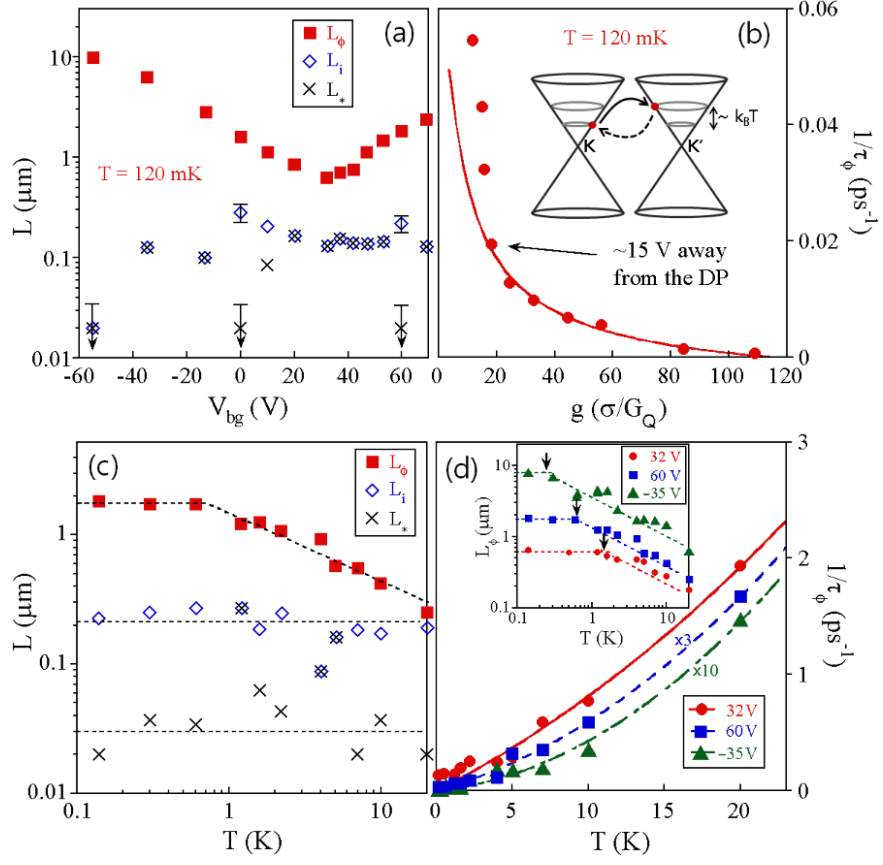 (a)
L_ϕ
L_i
L_*
T = 120 mK
L (μm)
10
1
0.1
0.01
-60 -40 -20 0 20 40 60
V_bg (V)
(b)
T = 120 mK
K
K′
~ k_BT
~15 V away
from the DP
0 20 40 60 80 100 120
g (σ/G_Q)
0.06
0.04
0.02
0
1/τ_ϕ (ps⁻¹)
(c)
L_ϕ
L_i
L_*
L (μm)
1
0.1
0.01
0.1 1 10
T (K)
(d)
32 V
60 V
−35 V
L_ϕ (μm)
10
1
0.1
0.1 1 10
T (K)
x3
x10
32 V
60 V
−35 V
0 5 10 15 20
T (K)
3
2
1
0
1/τ_ϕ (ps⁻¹)